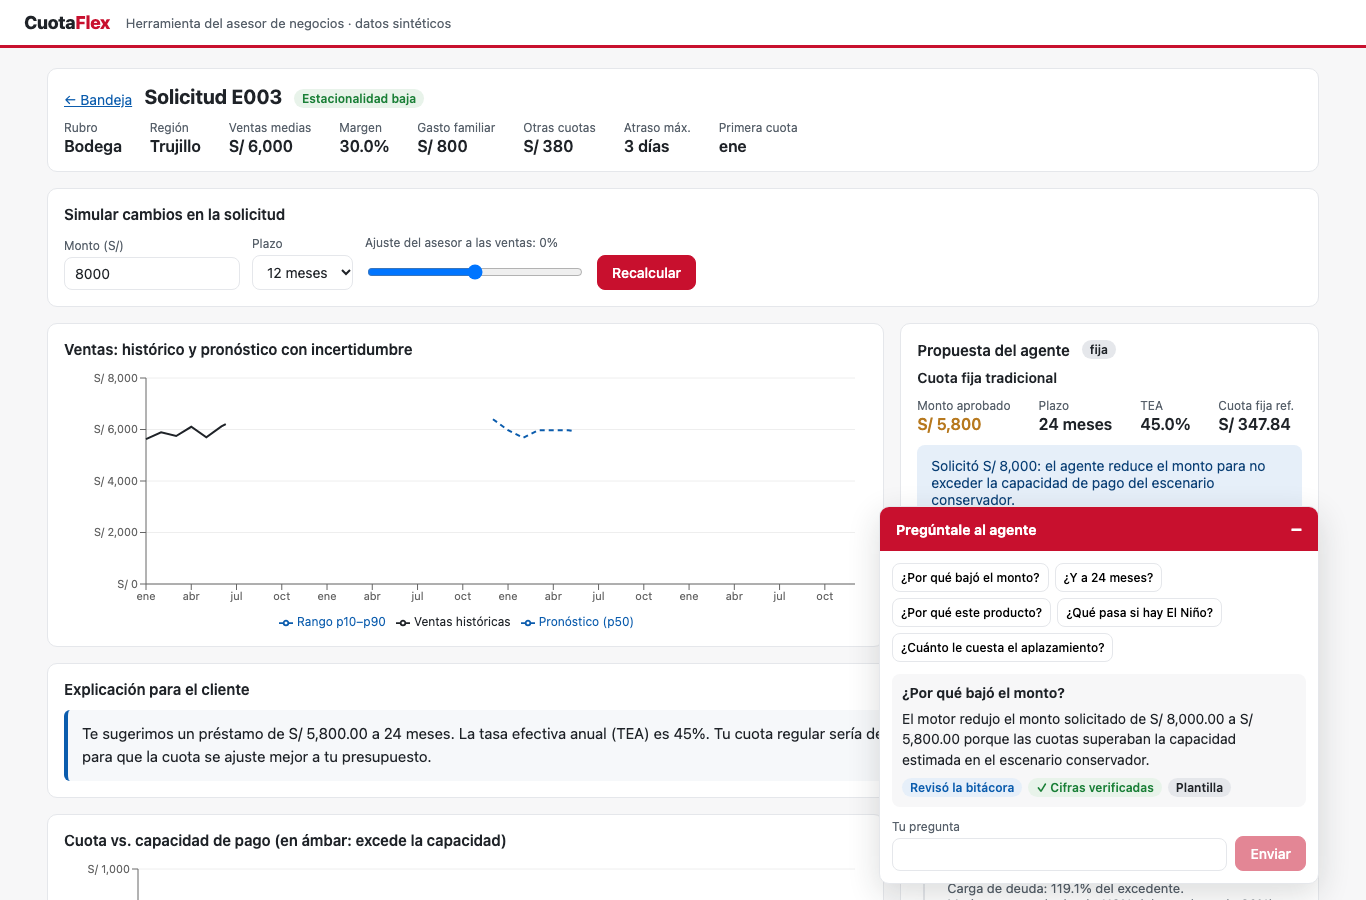 CuotaFlex Herramienta del asesor de negocios · datos sintéticos
← Bandeja Solicitud E003 Estacionalidad baja
Rubro Región Ventas medias Margen Gasto familiar Otras cuotas Atraso máx. Primera cuota
Bodega Trujillo S/ 6,000 30.0% S/ 800 S/ 380 3 días ene
Simular cambios en la solicitud
Monto (S/) Plazo Ajuste del asesor a las ventas: 0%
8000 12 meses Recalcular
Ventas: histórico y pronóstico con incertidumbre
S/ 8,000
S/ 6,000
S/ 4,000
S/ 2,000
S/ 0
ene abr jul oct ene abr jul oct ene abr jul oct ene abr jul oct
Rango p10–p90 Ventas históricas Pronóstico (p50)
Propuesta del agente fija
Cuota fija tradicional
Monto aprobado Plazo TEA Cuota fija ref.
S/ 5,800 24 meses 45.0% S/ 347.84
Solicitó S/ 8,000: el agente reduce el monto para no
exceder la capacidad de pago del escenario
conservador.
Explicación para el cliente
Te sugerimos un préstamo de S/ 5,800.00 a 24 meses. La tasa efectiva anual (TEA) es 45%. Tu cuota regular sería de
para que la cuota se ajuste mejor a tu presupuesto.
Cuota vs. capacidad de pago (en ámbar: excede la capacidad)
S/ 1,000
Pregúntale al agente
¿Por qué bajó el monto? ¿Y a 24 meses?
¿Por qué este producto? ¿Qué pasa si hay El Niño?
¿Cuánto le cuesta el aplazamiento?
¿Por qué bajó el monto?
El motor redujo el monto solicitado de S/ 8,000.00 a S/
5,800.00 porque las cuotas superaban la capacidad
estimada en el escenario conservador.
Revisó la bitácora ✓ Cifras verificadas Plantilla
Tu pregunta
Enviar
Carga de deuda: 119.1% del excedente.